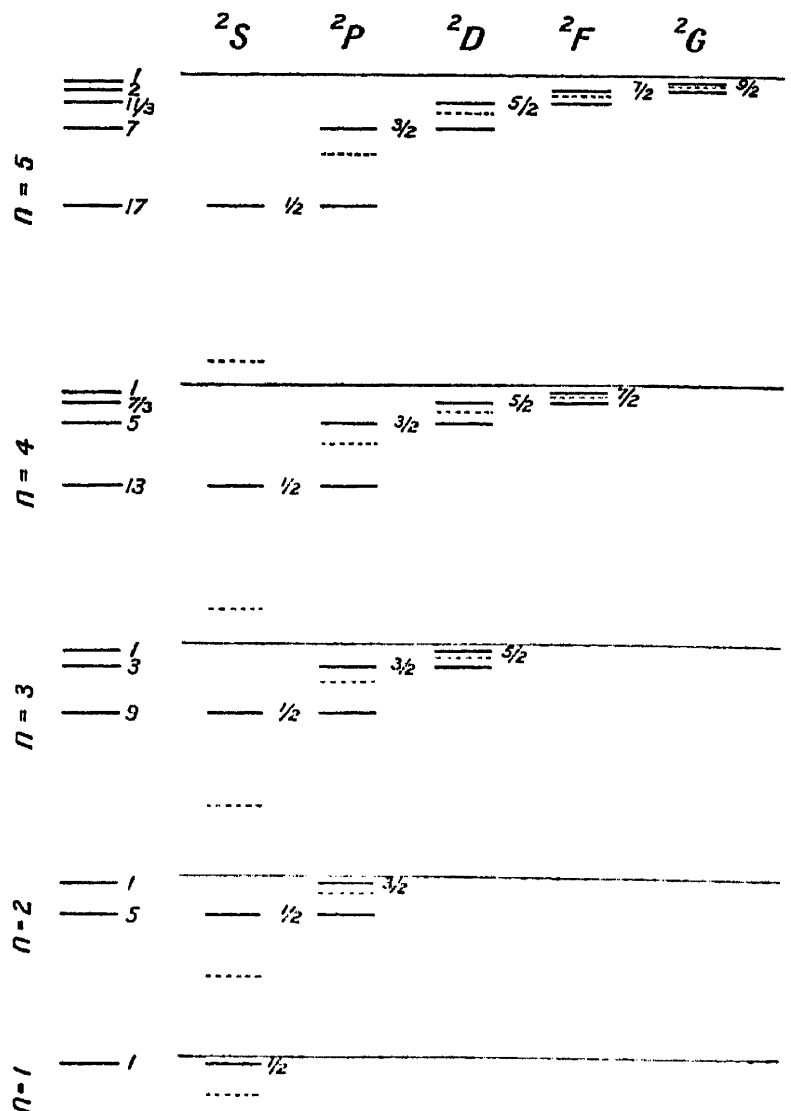 ²S ²P ²D ²F ²G
n = 5
1
2 7/2 9/2
11/3 5/2
7 3/2
17 1/2
n = 4
1 7/2
7/3 5/2
5 3/2
13 1/2
n = 3
1 5/2
3 3/2
9 1/2
n=2
1 3/2
5 1/2
n=1
1 1/2